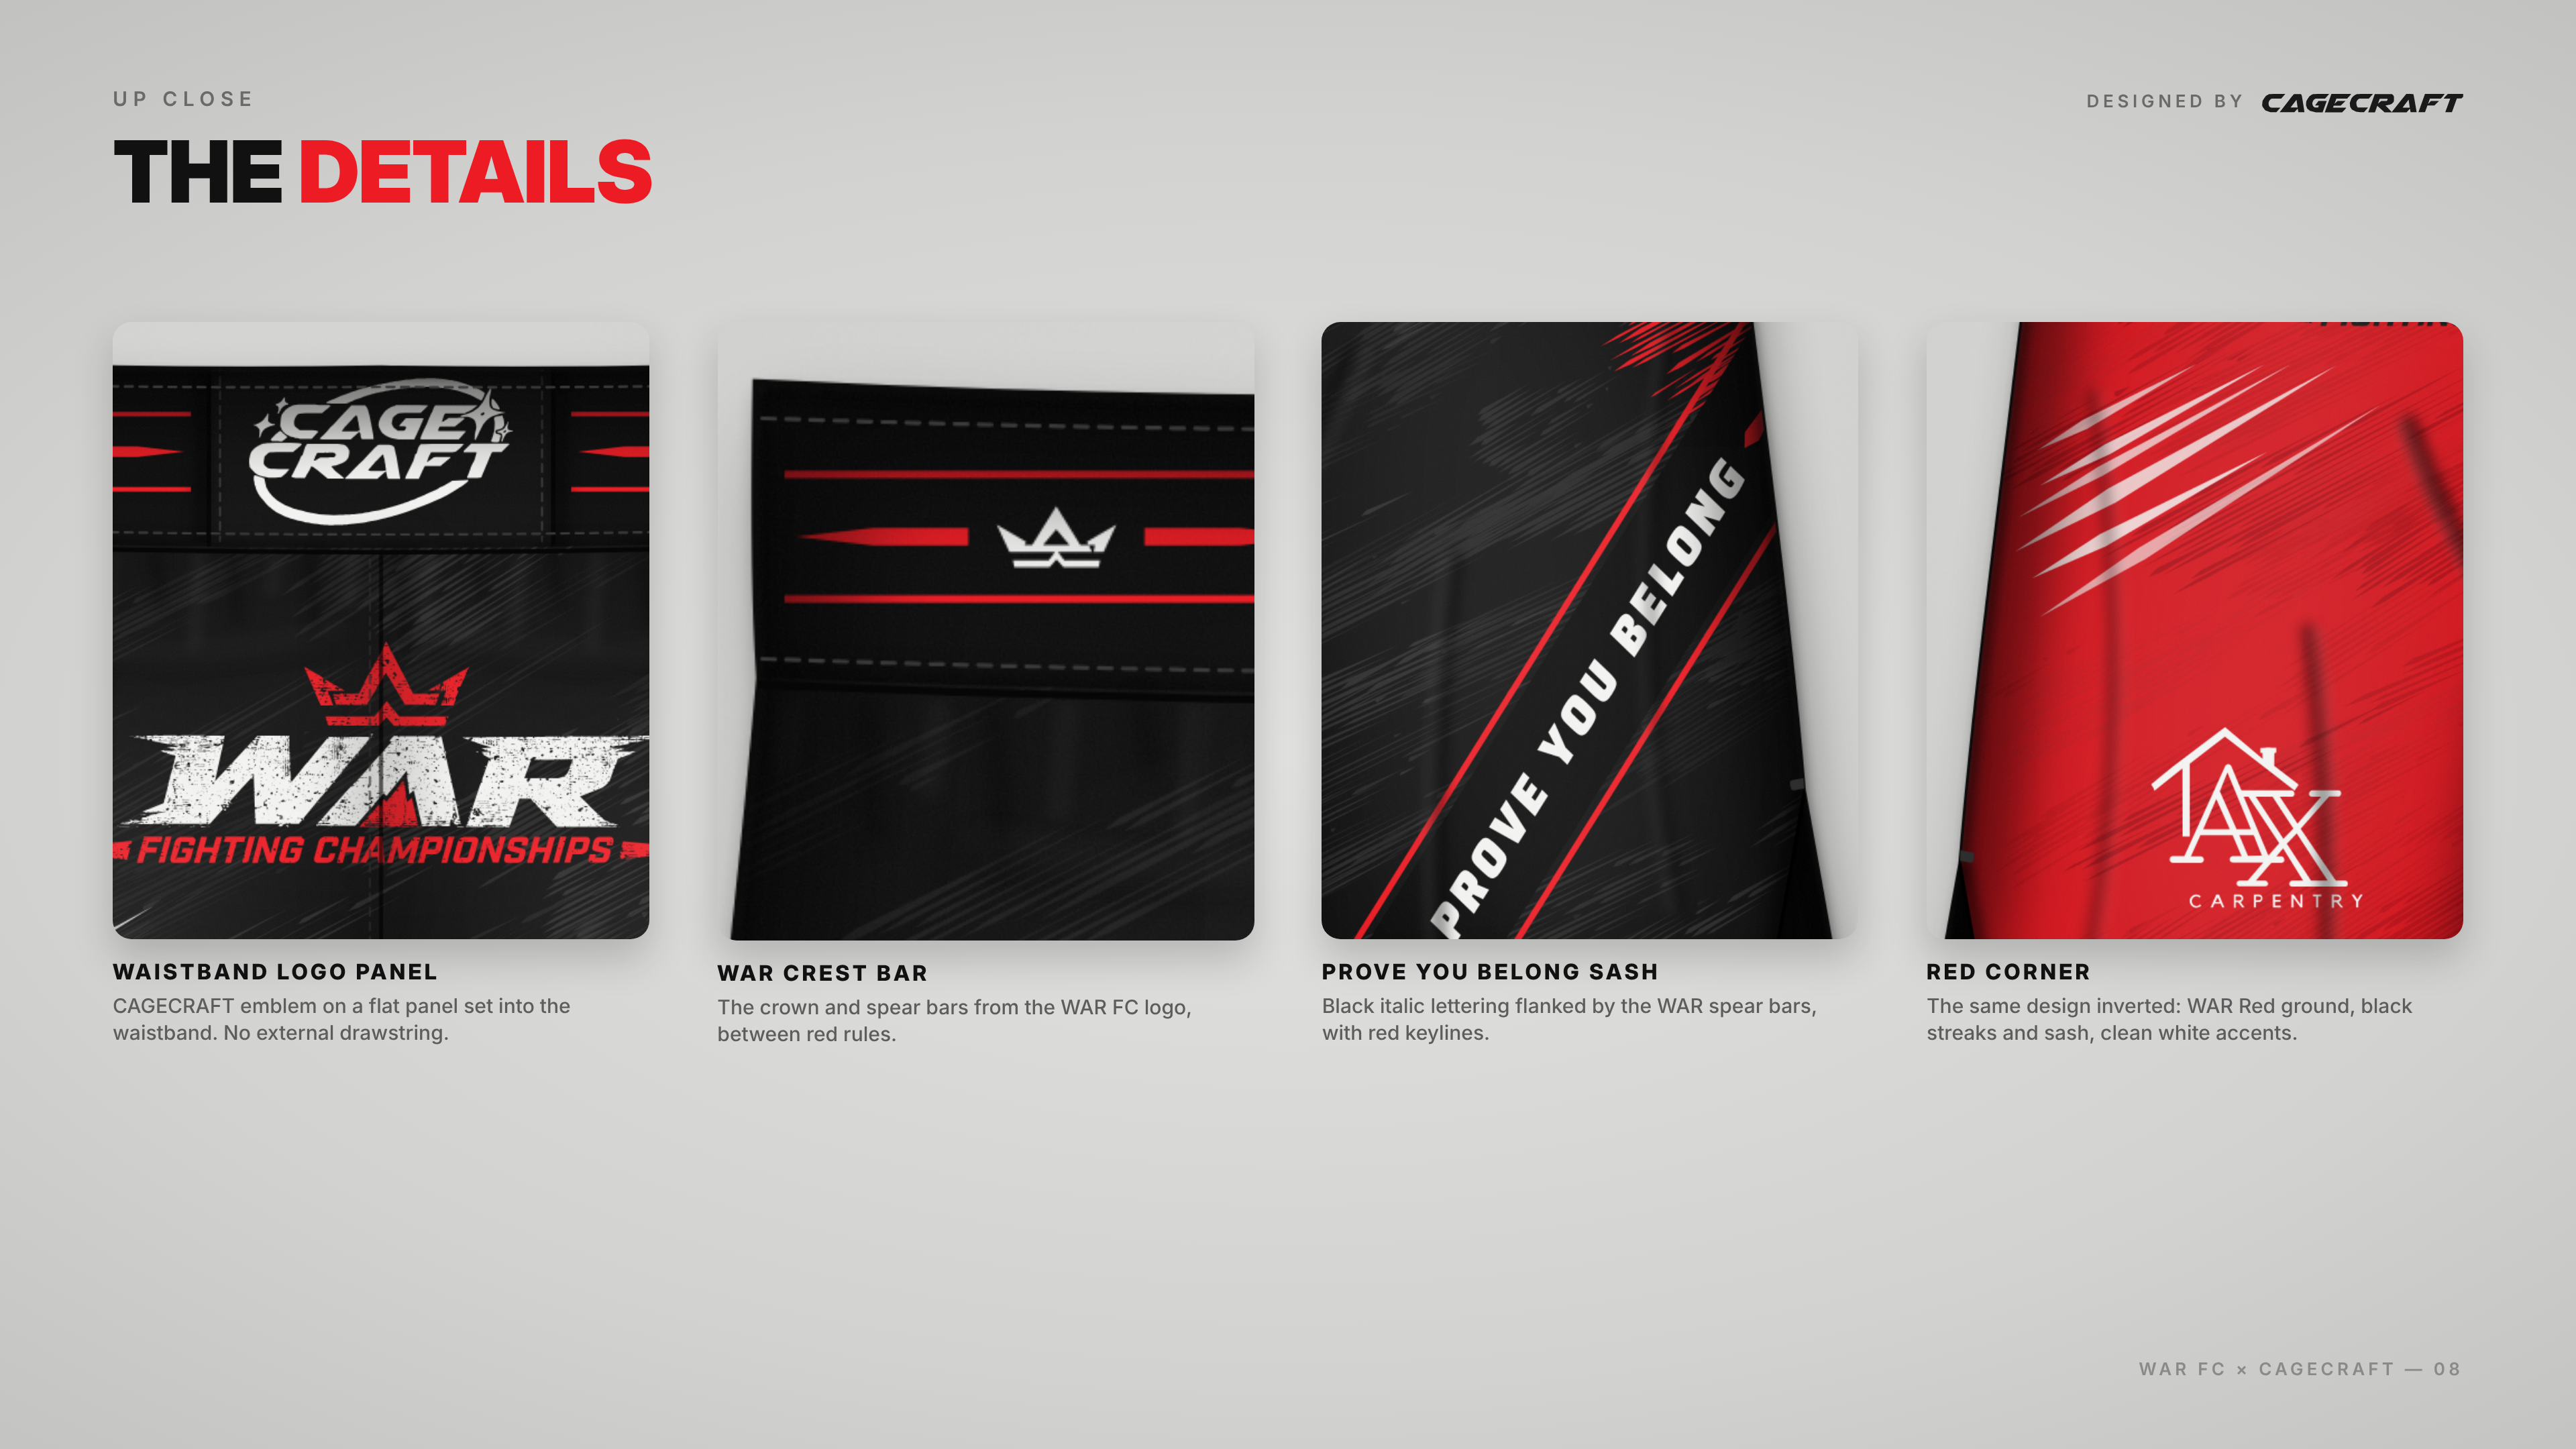 UP CLOSE
THE DETAILS
DESIGNED BY CAGECRAFT
CAGE
CRAFT
WAR
FIGHTING CHAMPIONSHIPS
PROVE YOU BELONG
AX
CARPENTRY
WAISTBAND LOGO PANEL
CAGECRAFT emblem on a flat panel set into the
waistband. No external drawstring.
WAR CREST BAR
The crown and spear bars from the WAR FC logo,
between red rules.
PROVE YOU BELONG SASH
Black italic lettering flanked by the WAR spear bars,
with red keylines.
RED CORNER
The same design inverted: WAR Red ground, black
streaks and sash, clean white accents.
WAR FC × CAGECRAFT — 08